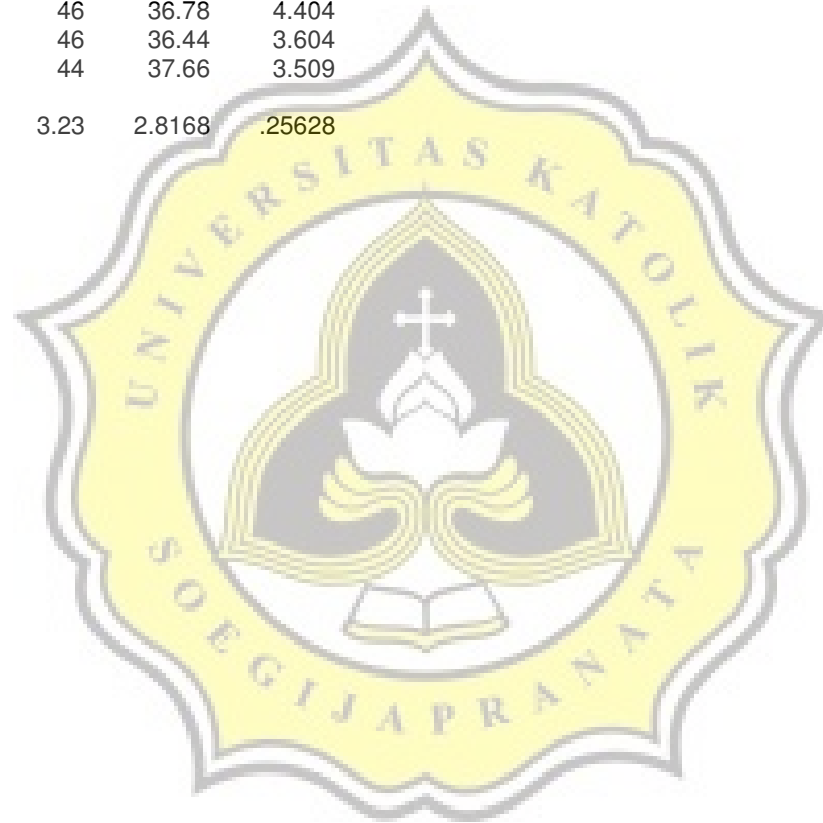 46 36.78 4.404
46 36.44 3.604
44 37.66 3.509
3.23 2.8168 .25628
UNIVERSITAS KATOLIK
SOEGIJAPRANATA